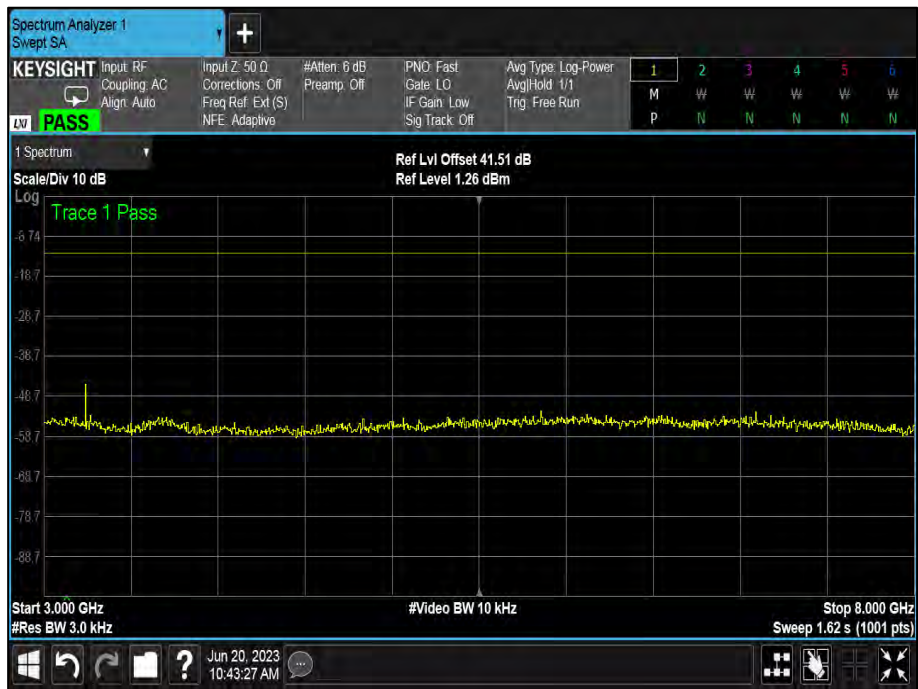 Spectrum Analyzer 1
Swept SA
+
KEYSIGHT
Input: RF
Coupling: AC
Align: Auto
LXI PASS
Input Z: 50 Ω
Corrections: Off
Freq Ref: Ext (S)
NFE: Adaptive
#Atten: 6 dB
Preamp: Off
PNO: Fast
Gate: LO
IF Gain: Low
Sig Track: Off
Avg Type: Log-Power
Avg|Hold: 1/1
Trig: Free Run
1 2 3 4 5 6
M W W W W W
P N N N N N
1 Spectrum
Scale/Div 10 dB
Ref Lvl Offset 41.51 dB
Ref Level 1.26 dBm
Log
Trace 1 Pass
-8.74
-18.7
-28.7
-38.7
-48.7
-58.7
-68.7
-78.7
-88.7
Start 3.000 GHz
#Res BW 3.0 kHz
#Video BW 10 kHz
Stop 8.000 GHz
Sweep 1.62 s (1001 pts)
?
Jun 20, 2023
10:43:27 AM